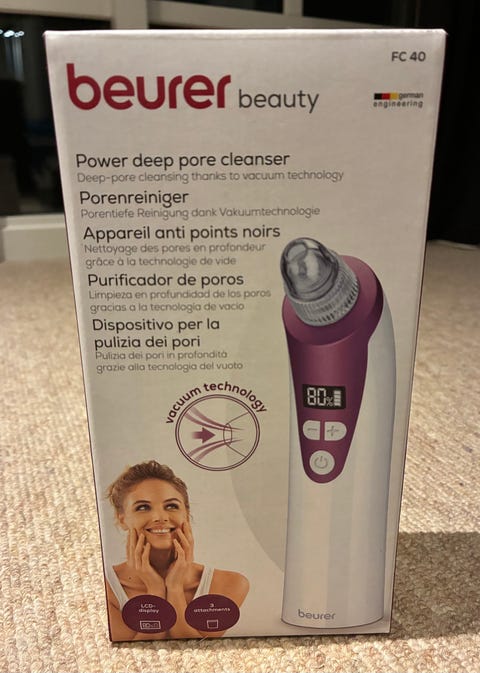 FC 40
beurer beauty
german
engineering
Power deep pore cleanser
Deep-pore cleansing thanks to vacuum technology
Porenreiniger
Porentiefe Reinigung dank Vakuumtechnologie
Appareil anti points noirs
Nettoyage des pores en profondeur
grâce à la technologie de vide
Purificador de poros
Limpieza en profundidad de los poros
gracias a la tecnología de vacío
Dispositivo per la
pulizia dei pori
Pulizia dei pori in profondità
grazie alla tecnologia del vuoto
vacuum technology
80%
LCD-
display
3
attachments
beurer